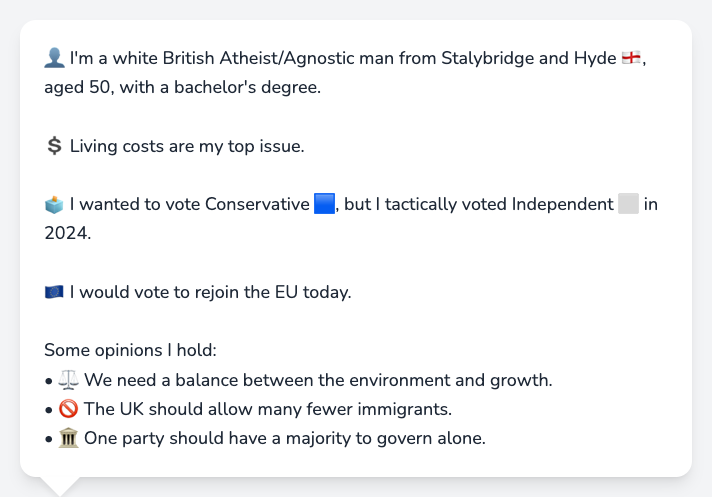 👤 I'm a white British Atheist/Agnostic man from Stalybridge and Hyde 🏴󠁧󠁢󠁥󠁮󠁧󠁿,
aged 50, with a bachelor's degree.
💲 Living costs are my top issue.
🗳️ I wanted to vote Conservative 🟦, but I tactically voted Independent ⬜ in
2024.
🇪🇺 I would vote to rejoin the EU today.
Some opinions I hold:
• ⚖️ We need a balance between the environment and growth.
• 🚫 The UK should allow many fewer immigrants.
• 🏛️ One party should have a majority to govern alone.